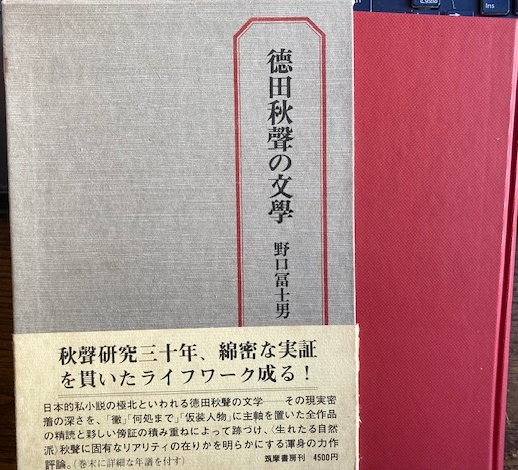 徳田秋聲の文學
野口冨士男
秋聲研究三十年、綿密な実証
を貫いたライフワーク成る！
日本的私小説の極北といわれる徳田秋聲の文学――その現実密
着の深さを、「黴」「何処まで」「仮装人物」に主軸を置いた全作品
の精読と夥しい傍証の積み重ねによって跡づけ、〈生れたる自然
派〉秋聲に固有なリアリティの在りかを明らかにする渾身の力作
評論。(巻末に詳細な年譜を付す)
筑摩書房刊 4500円
Ins